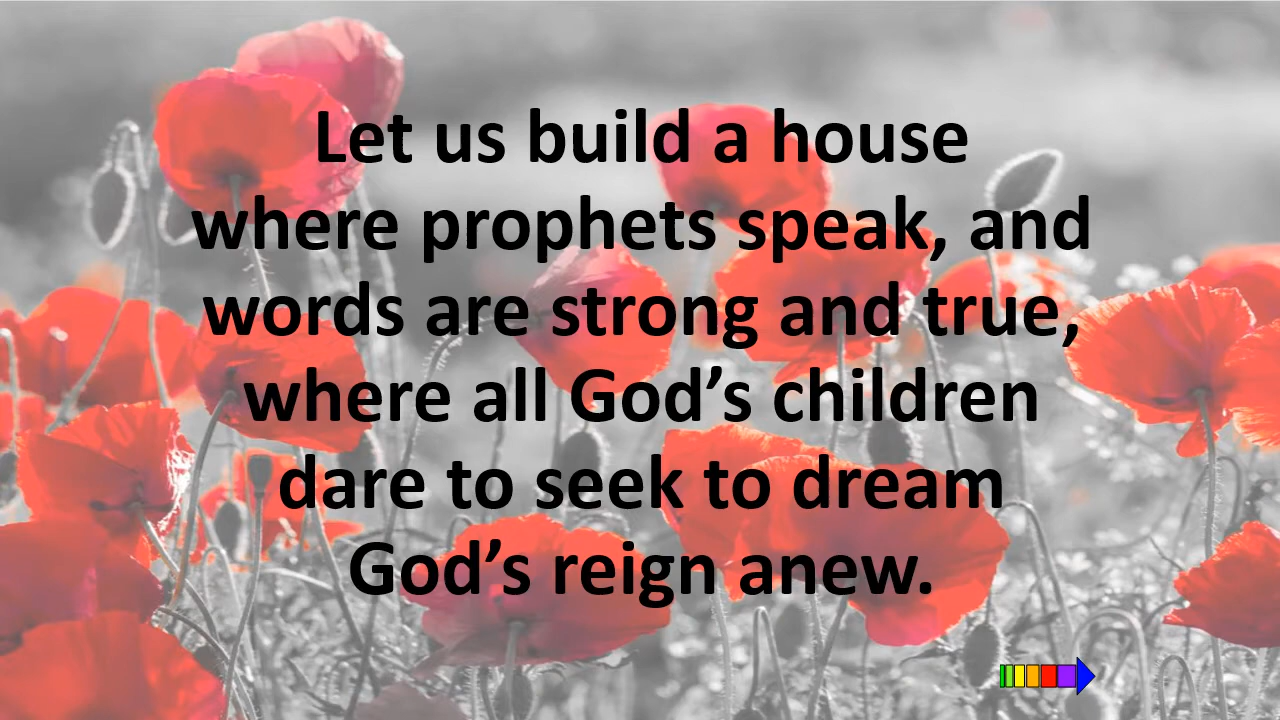 Let us build a house
where prophets speak, and
words are strong and true,
where all God’s children
dare to seek to dream
God’s reign anew.